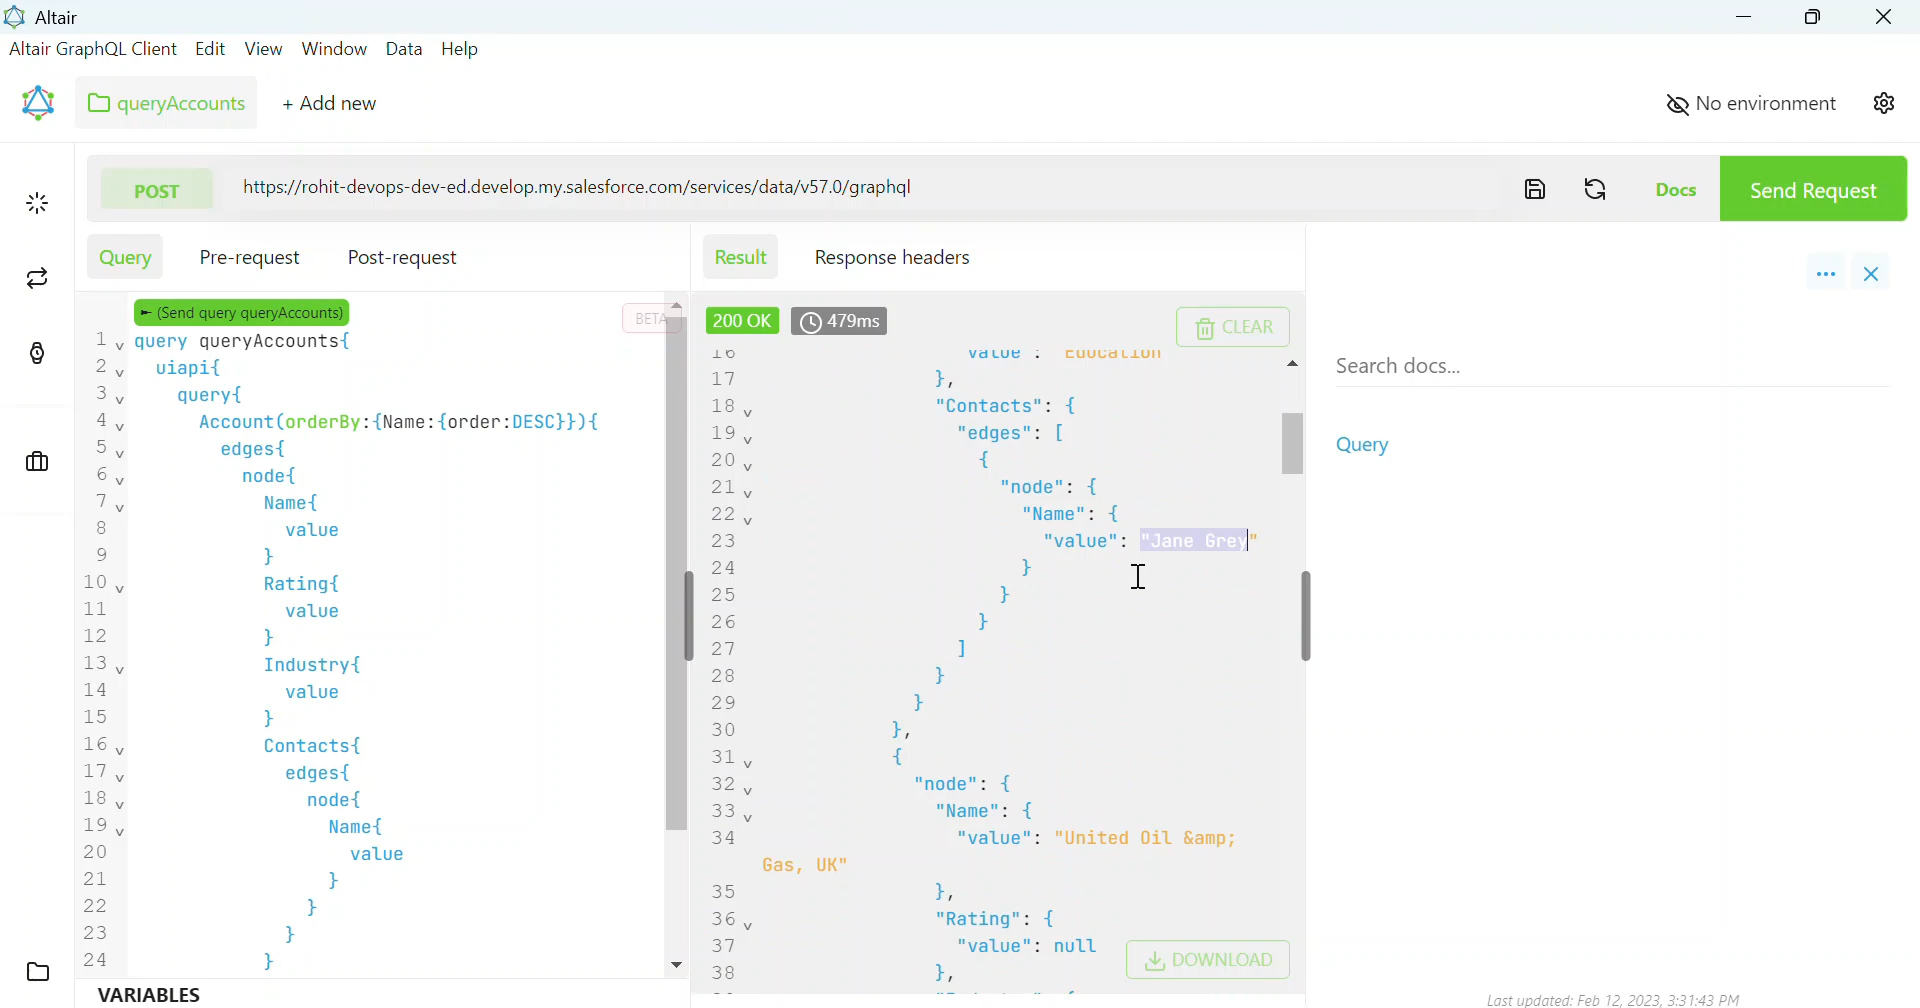 Altair
Altair GraphQL Client Edit View Window Data Help
queryAccounts + Add new No environment
POST https://rohit-devops-dev-ed.develop.my.salesforce.com/services/data/v57.0/graphql Docs Send Request
Query Pre-request Post-request
(Send query queryAccounts) BETA
1 query queryAccounts{
2 uiapi{
3 query{
4 Account(orderBy:{Name:{order:DESC}}){
5 edges{
6 node{
7 Name{
8 value
9 }
10 Rating{
11 value
12 }
13 Industry{
14 value
15 }
16 Contacts{
17 edges{
18 node{
19 Name{
20 value
21 }
22 }
23 }
24 }
VARIABLES
Result Response headers
200 OK 479ms CLEAR
16 "value": "Education"
17 },
18 "Contacts": {
19 "edges": [
20 {
21 "node": {
22 "Name": {
23 "value": "Jane Grey"
24 }
25 }
26 }
27 ]
28 }
29 }
30 },
31 {
32 "node": {
33 "Name": {
34 "value": "United Oil &amp;
Gas, UK"
35 },
36 "Rating": {
37 "value": null
38 },
DOWNLOAD
Search docs...
Query
Last updated: Feb 12, 2023, 3:31:43 PM